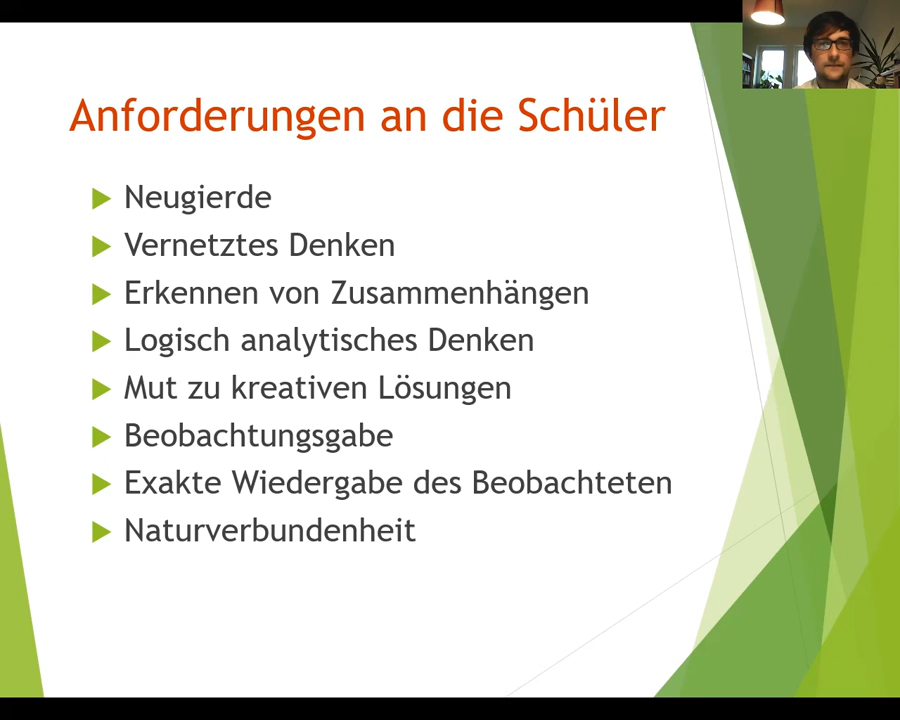 Anforderungen an die Schüler
Neugierde
Vernetztes Denken
Erkennen von Zusammenhängen
Logisch analytisches Denken
Mut zu kreativen Lösungen
Beobachtungsgabe
Exakte Wiedergabe des Beobachteten
Naturverbundenheit